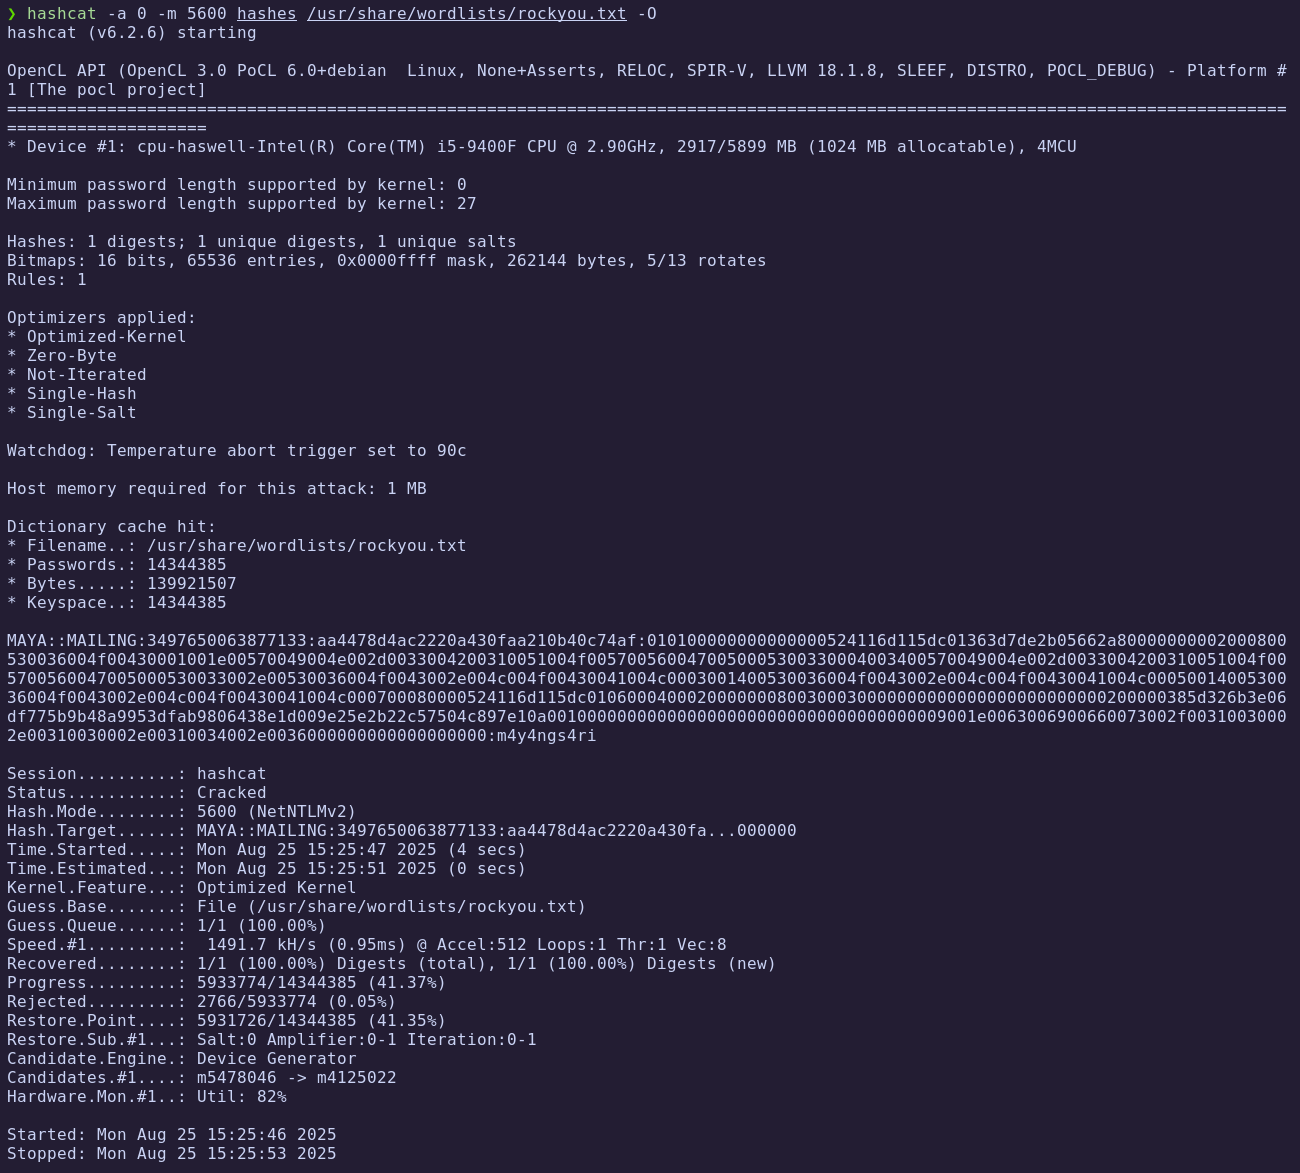 ❯ hashcat -a 0 -m 5600 hashes /usr/share/wordlists/rockyou.txt -O
hashcat (v6.2.6) starting

OpenCL API (OpenCL 3.0 PoCL 6.0+debian  Linux, None+Asserts, RELOC, SPIR-V, LLVM 18.1.8, SLEEF, DISTRO, POCL_DEBUG) - Platform #
1 [The pocl project]
================================================================================================================================
====================
* Device #1: cpu-haswell-Intel(R) Core(TM) i5-9400F CPU @ 2.90GHz, 2917/5899 MB (1024 MB allocatable), 4MCU

Minimum password length supported by kernel: 0
Maximum password length supported by kernel: 27

Hashes: 1 digests; 1 unique digests, 1 unique salts
Bitmaps: 16 bits, 65536 entries, 0x0000ffff mask, 262144 bytes, 5/13 rotates
Rules: 1

Optimizers applied:
* Optimized-Kernel
* Zero-Byte
* Not-Iterated
* Single-Hash
* Single-Salt

Watchdog: Temperature abort trigger set to 90c

Host memory required for this attack: 1 MB

Dictionary cache hit:
* Filename..: /usr/share/wordlists/rockyou.txt
* Passwords.: 14344385
* Bytes.....: 139921507
* Keyspace..: 14344385

MAYA::MAILING:3497650063877133:aa4478d4ac2220a430faa210b40c74af:010100000000000000524116d115dc01363d7de2b05662a80000000002000800
530036004f00430001001e00570049004e002d00330042003100510​04f0057005600470050005300330004003400570049004e002d0033004200310051004f00
570056004700500053003​3002e00530036004f0043002e004c004f00430041004c000300140053​0036004f0043002e004c004f00430041004c00050014005300
36004f0043002e004c004f00430041004c000700080000524116d115dc0106000400020000000800300030000000000000000000000000200000385d326b3e06
df775b9b48a9953dfab9806438e1d009e25e2b22c57504c897e10a001000000000000000000000000000000000000900​1e0063006900660073002f0031003000
2e00310030002e00310034002e003600000000000000000000:m4y4ngs4ri

Session..........: hashcat
Status...........: Cracked
Hash.Mode........: 5600 (NetNTLMv2)
Hash.Target......: MAYA::MAILING:3497650063877133:aa4478d4ac2220a430fa...000000
Time.Started.....: Mon Aug 25 15:25:47 2025 (4 secs)
Time.Estimated...: Mon Aug 25 15:25:51 2025 (0 secs)
Kernel.Feature...: Optimized Kernel
Guess.Base.......: File (/usr/share/wordlists/rockyou.txt)
Guess.Queue......: 1/1 (100.00%)
Speed.#1.........:  1491.7 kH/s (0.95ms) @ Accel:512 Loops:1 Thr:1 Vec:8
Recovered........: 1/1 (100.00%) Digests (total), 1/1 (100.00%) Digests (new)
Progress.........: 5933774/14344385 (41.37%)
Rejected.........: 2766/5933774 (0.05%)
Restore.Point....: 5931726/14344385 (41.35%)
Restore.Sub.#1...: Salt:0 Amplifier:0-1 Iteration:0-1
Candidate.Engine.: Device Generator
Candidates.#1....: m5478046 -> m4125022
Hardware.Mon.#1..: Util: 82%

Started: Mon Aug 25 15:25:46 2025
Stopped: Mon Aug 25 15:25:53 2025